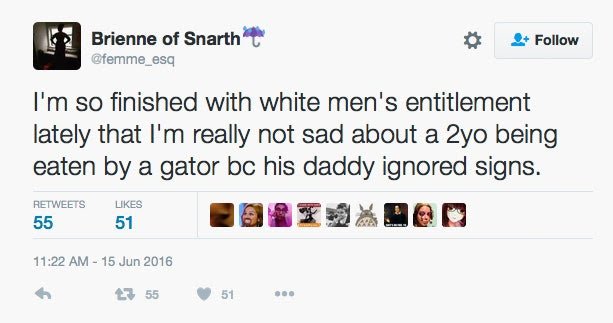 Brienne of Snarth☔
@femme_esq
Follow
I'm so finished with white men's entitlement
lately that I'm really not sad about a 2yo being
eaten by a gator bc his daddy ignored signs.
RETWEETS LIKES
55 51
11:22 AM - 15 Jun 2016
55 51